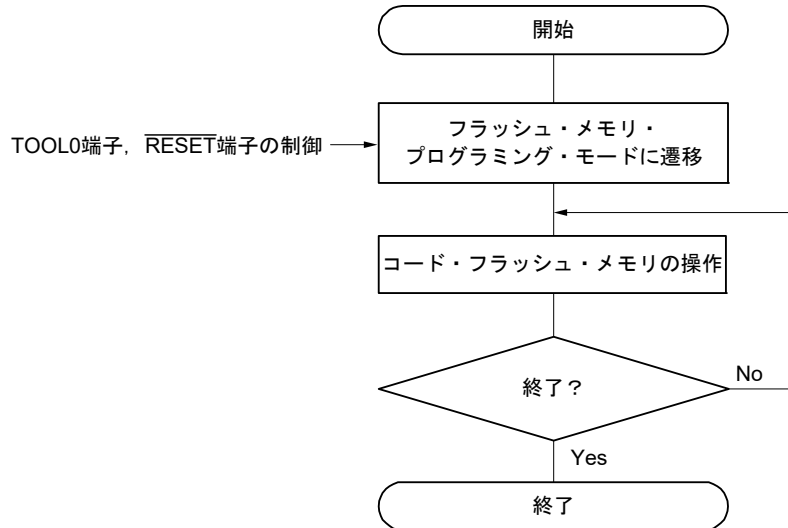 開始
TOOL0端子，RESET端子の制御
フラッシュ・メモリ・
プログラミング・モードに遷移
コード・フラッシュ・メモリの操作
終了？
No
Yes
終了